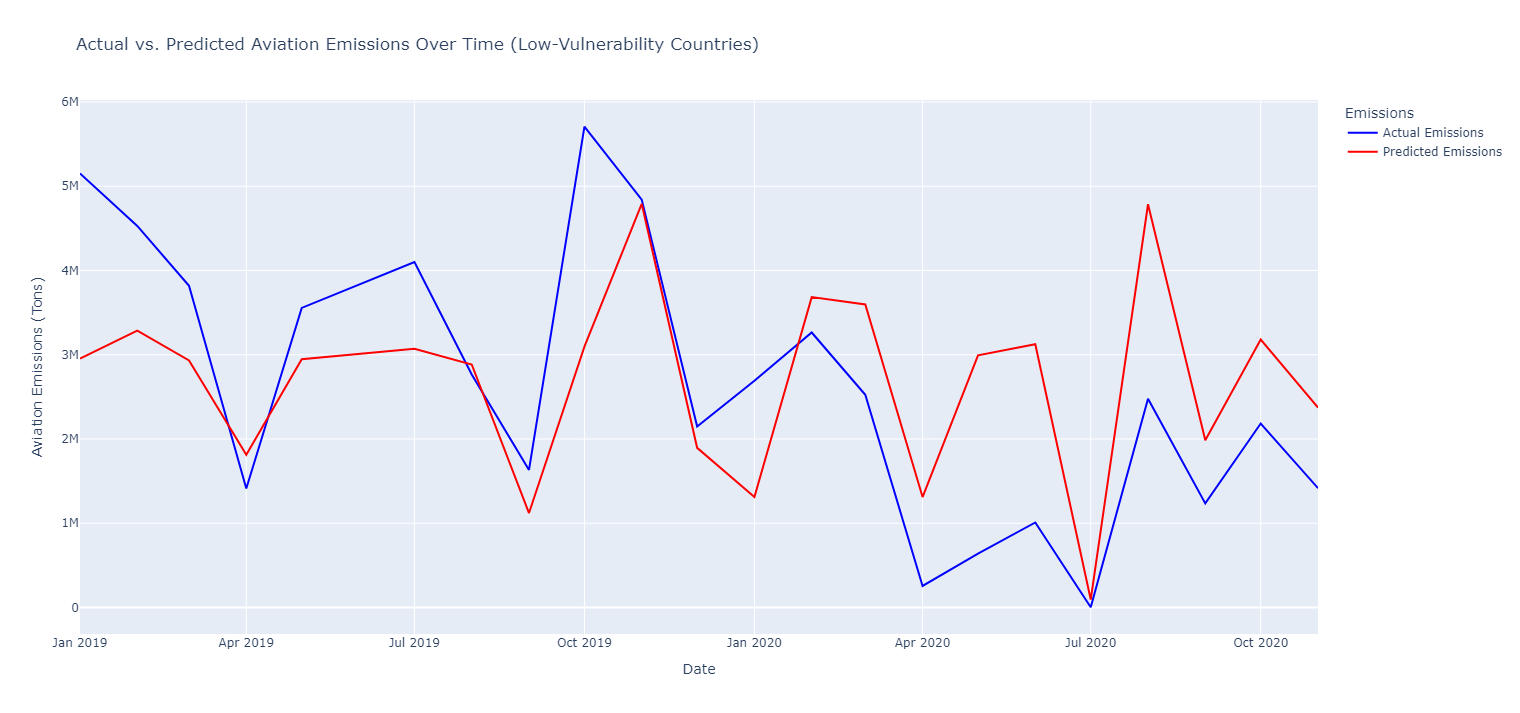 Actual vs. Predicted Aviation Emissions Over Time (Low-Vulnerability Countries)
Emissions
Actual Emissions
Predicted Emissions
Aviation Emissions (Tons)
6M
5M
4M
3M
2M
1M
0
Jan 2019
Apr 2019
Jul 2019
Oct 2019
Jan 2020
Apr 2020
Jul 2020
Oct 2020
Date